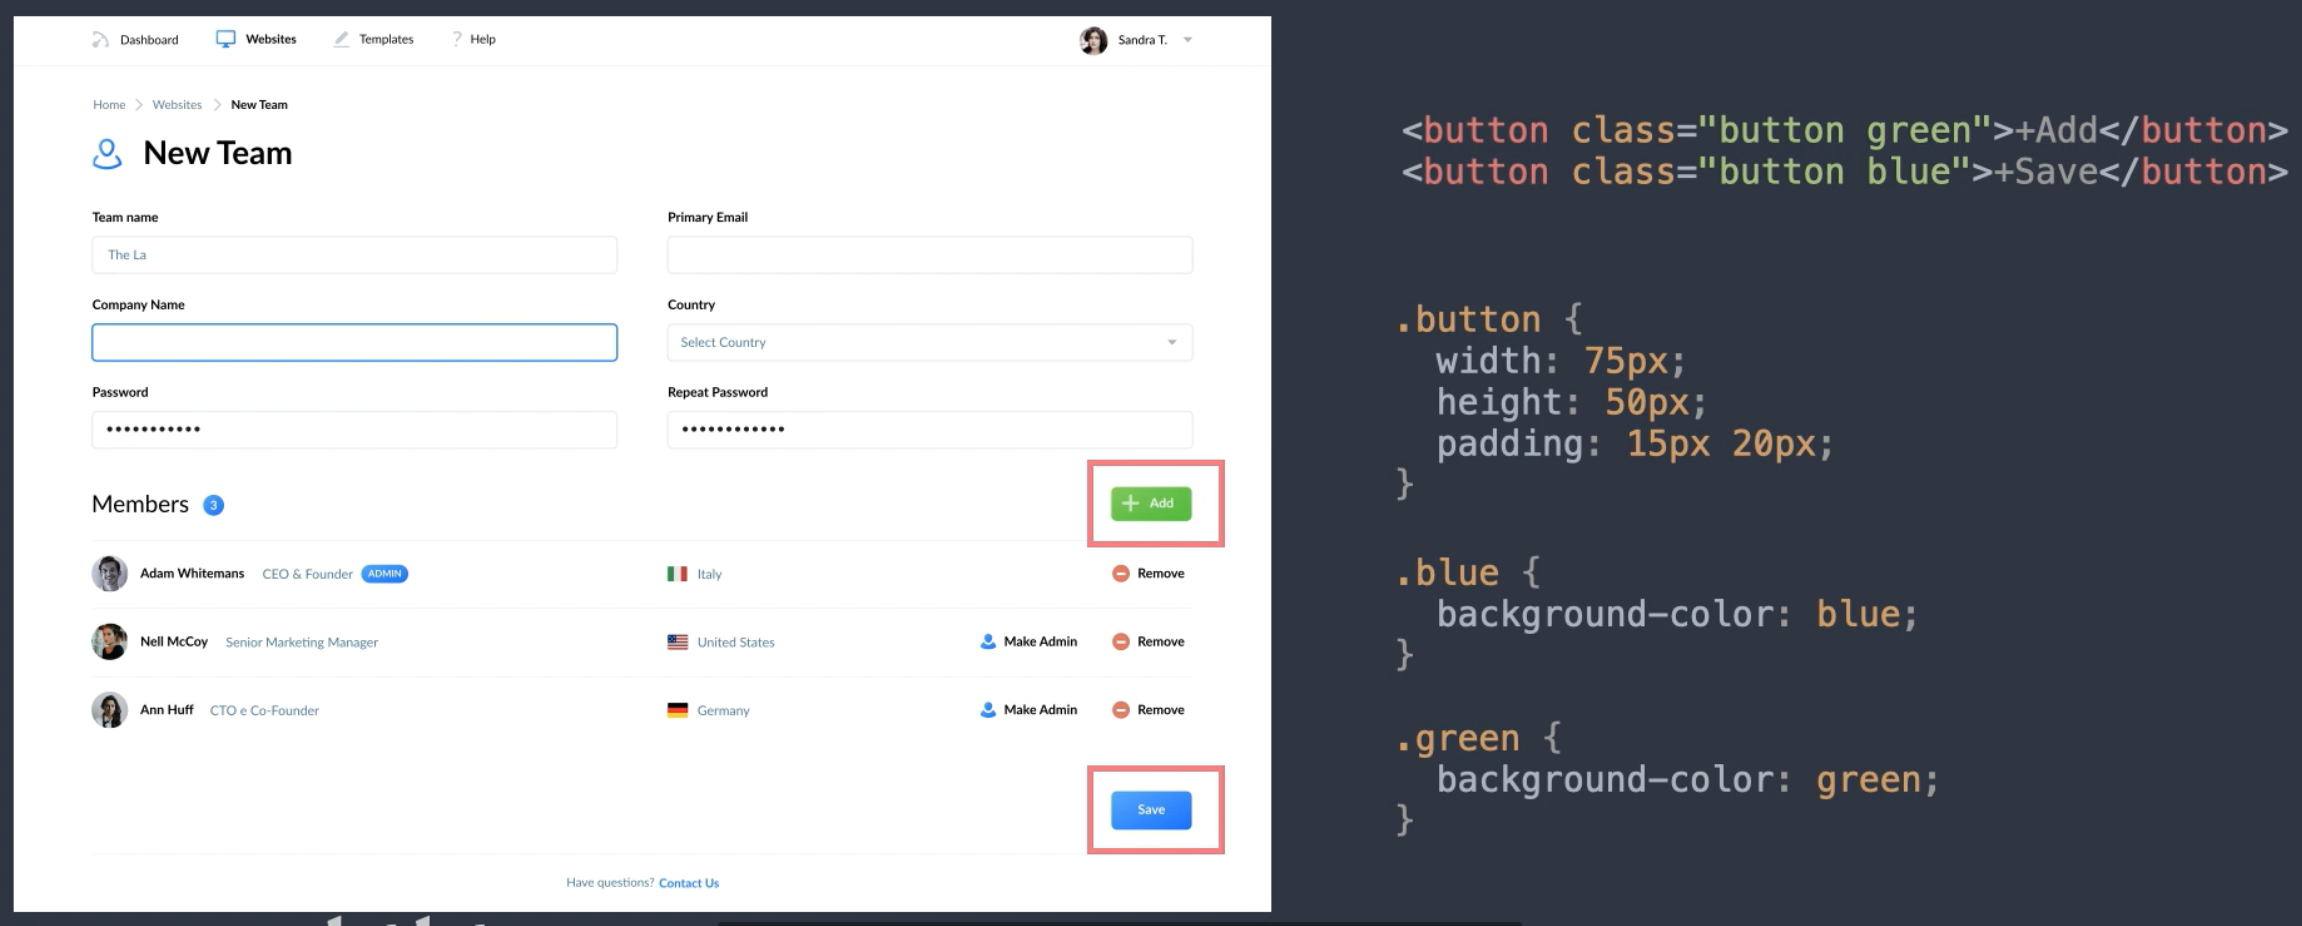 Dashboard Websites Templates ? Help Sandra T.
Home > Websites > New Team
New Team
Team name
The La
Primary Email
Company Name
Country
Select Country
Password
•••••••••••
Repeat Password
••••••••••••
Members 3
+ Add
Adam Whitemans CEO & Founder ADMIN Italy Remove
Nell McCoy Senior Marketing Manager United States Make Admin Remove
Ann Huff CTO e Co-Founder Germany Make Admin Remove
Save
Have questions? Contact Us
<button class="button green">+Add</button>
<button class="button blue">+Save</button>
.button {
width: 75px;
height: 50px;
padding: 15px 20px;
}
.blue {
background-color: blue;
}
.green {
background-color: green;
}